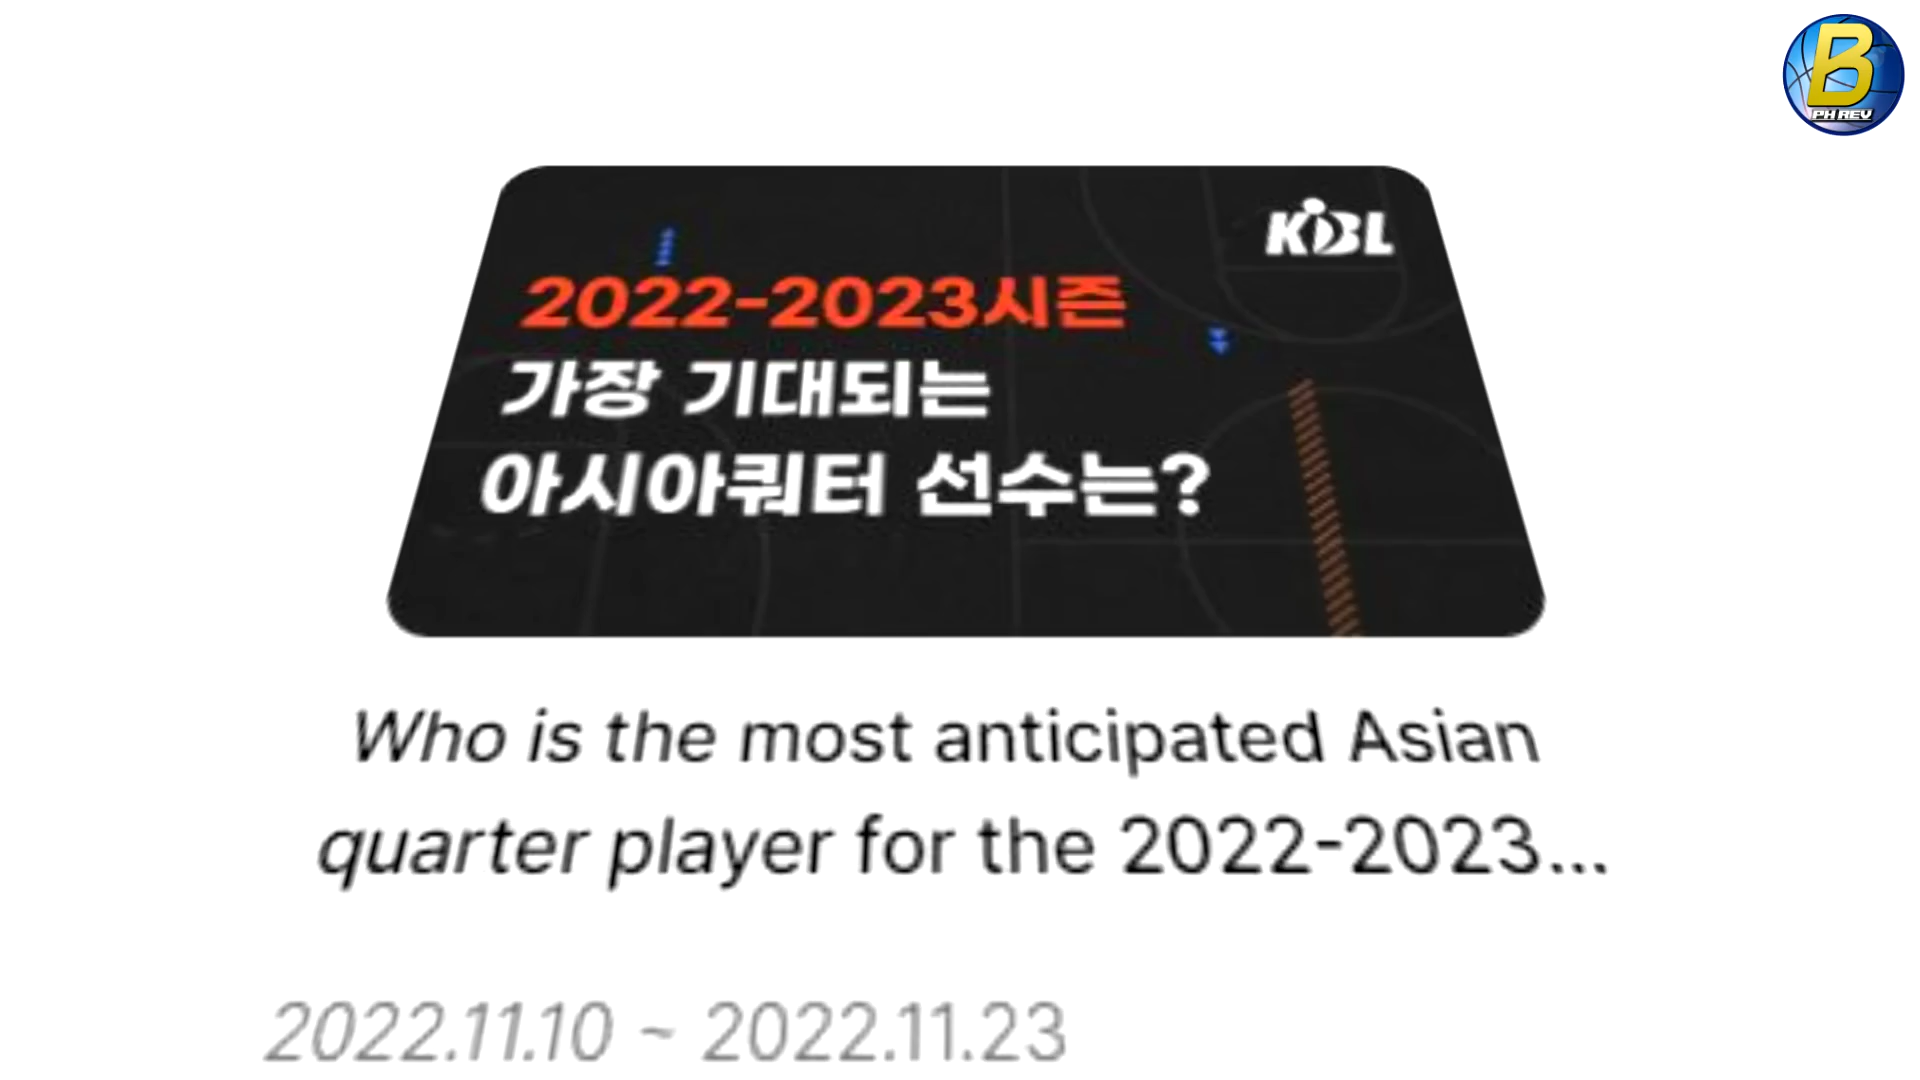 B
PH REV
KBL
2022-2023시즌
가장 기대되는
아시아쿼터 선수는?
Who is the most anticipated Asian
quarter player for the 2022-2023...
2022.11.10 ~ 2022.11.23